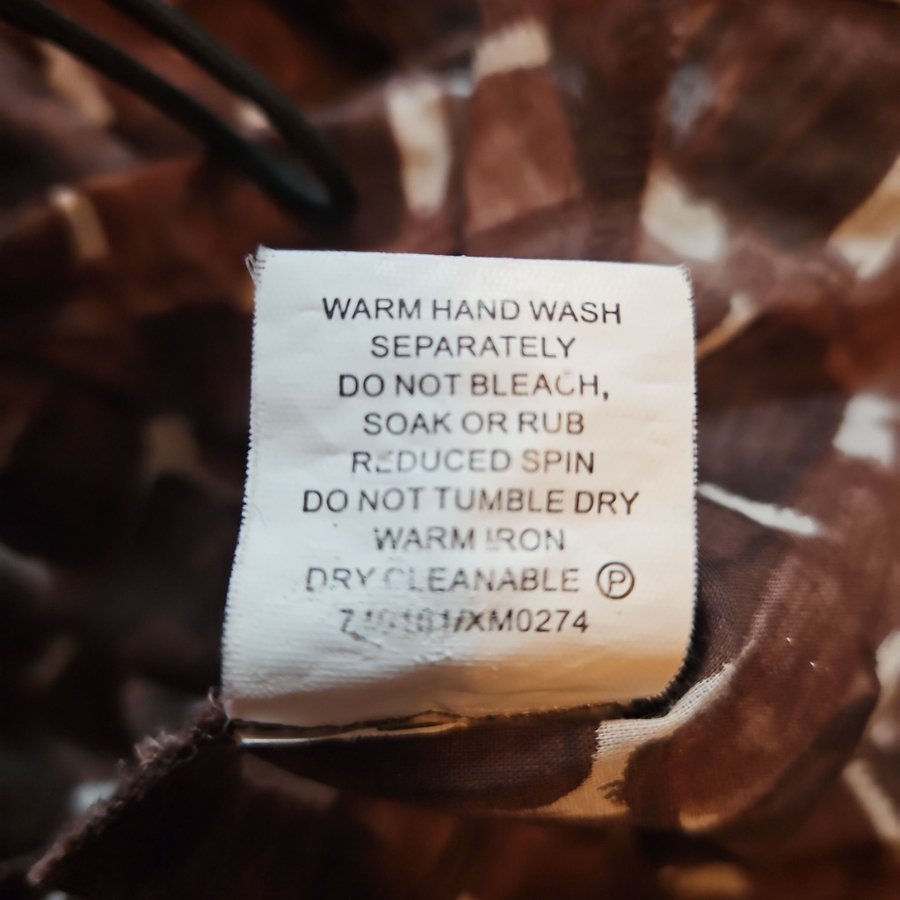 WARM HAND WASH
SEPARATELY
DO NOT BLEACH,
SOAK OR RUB
REDUCED SPIN
DO NOT TUMBLE DRY
WARM IRON
DRY CLEANABLE Ⓟ